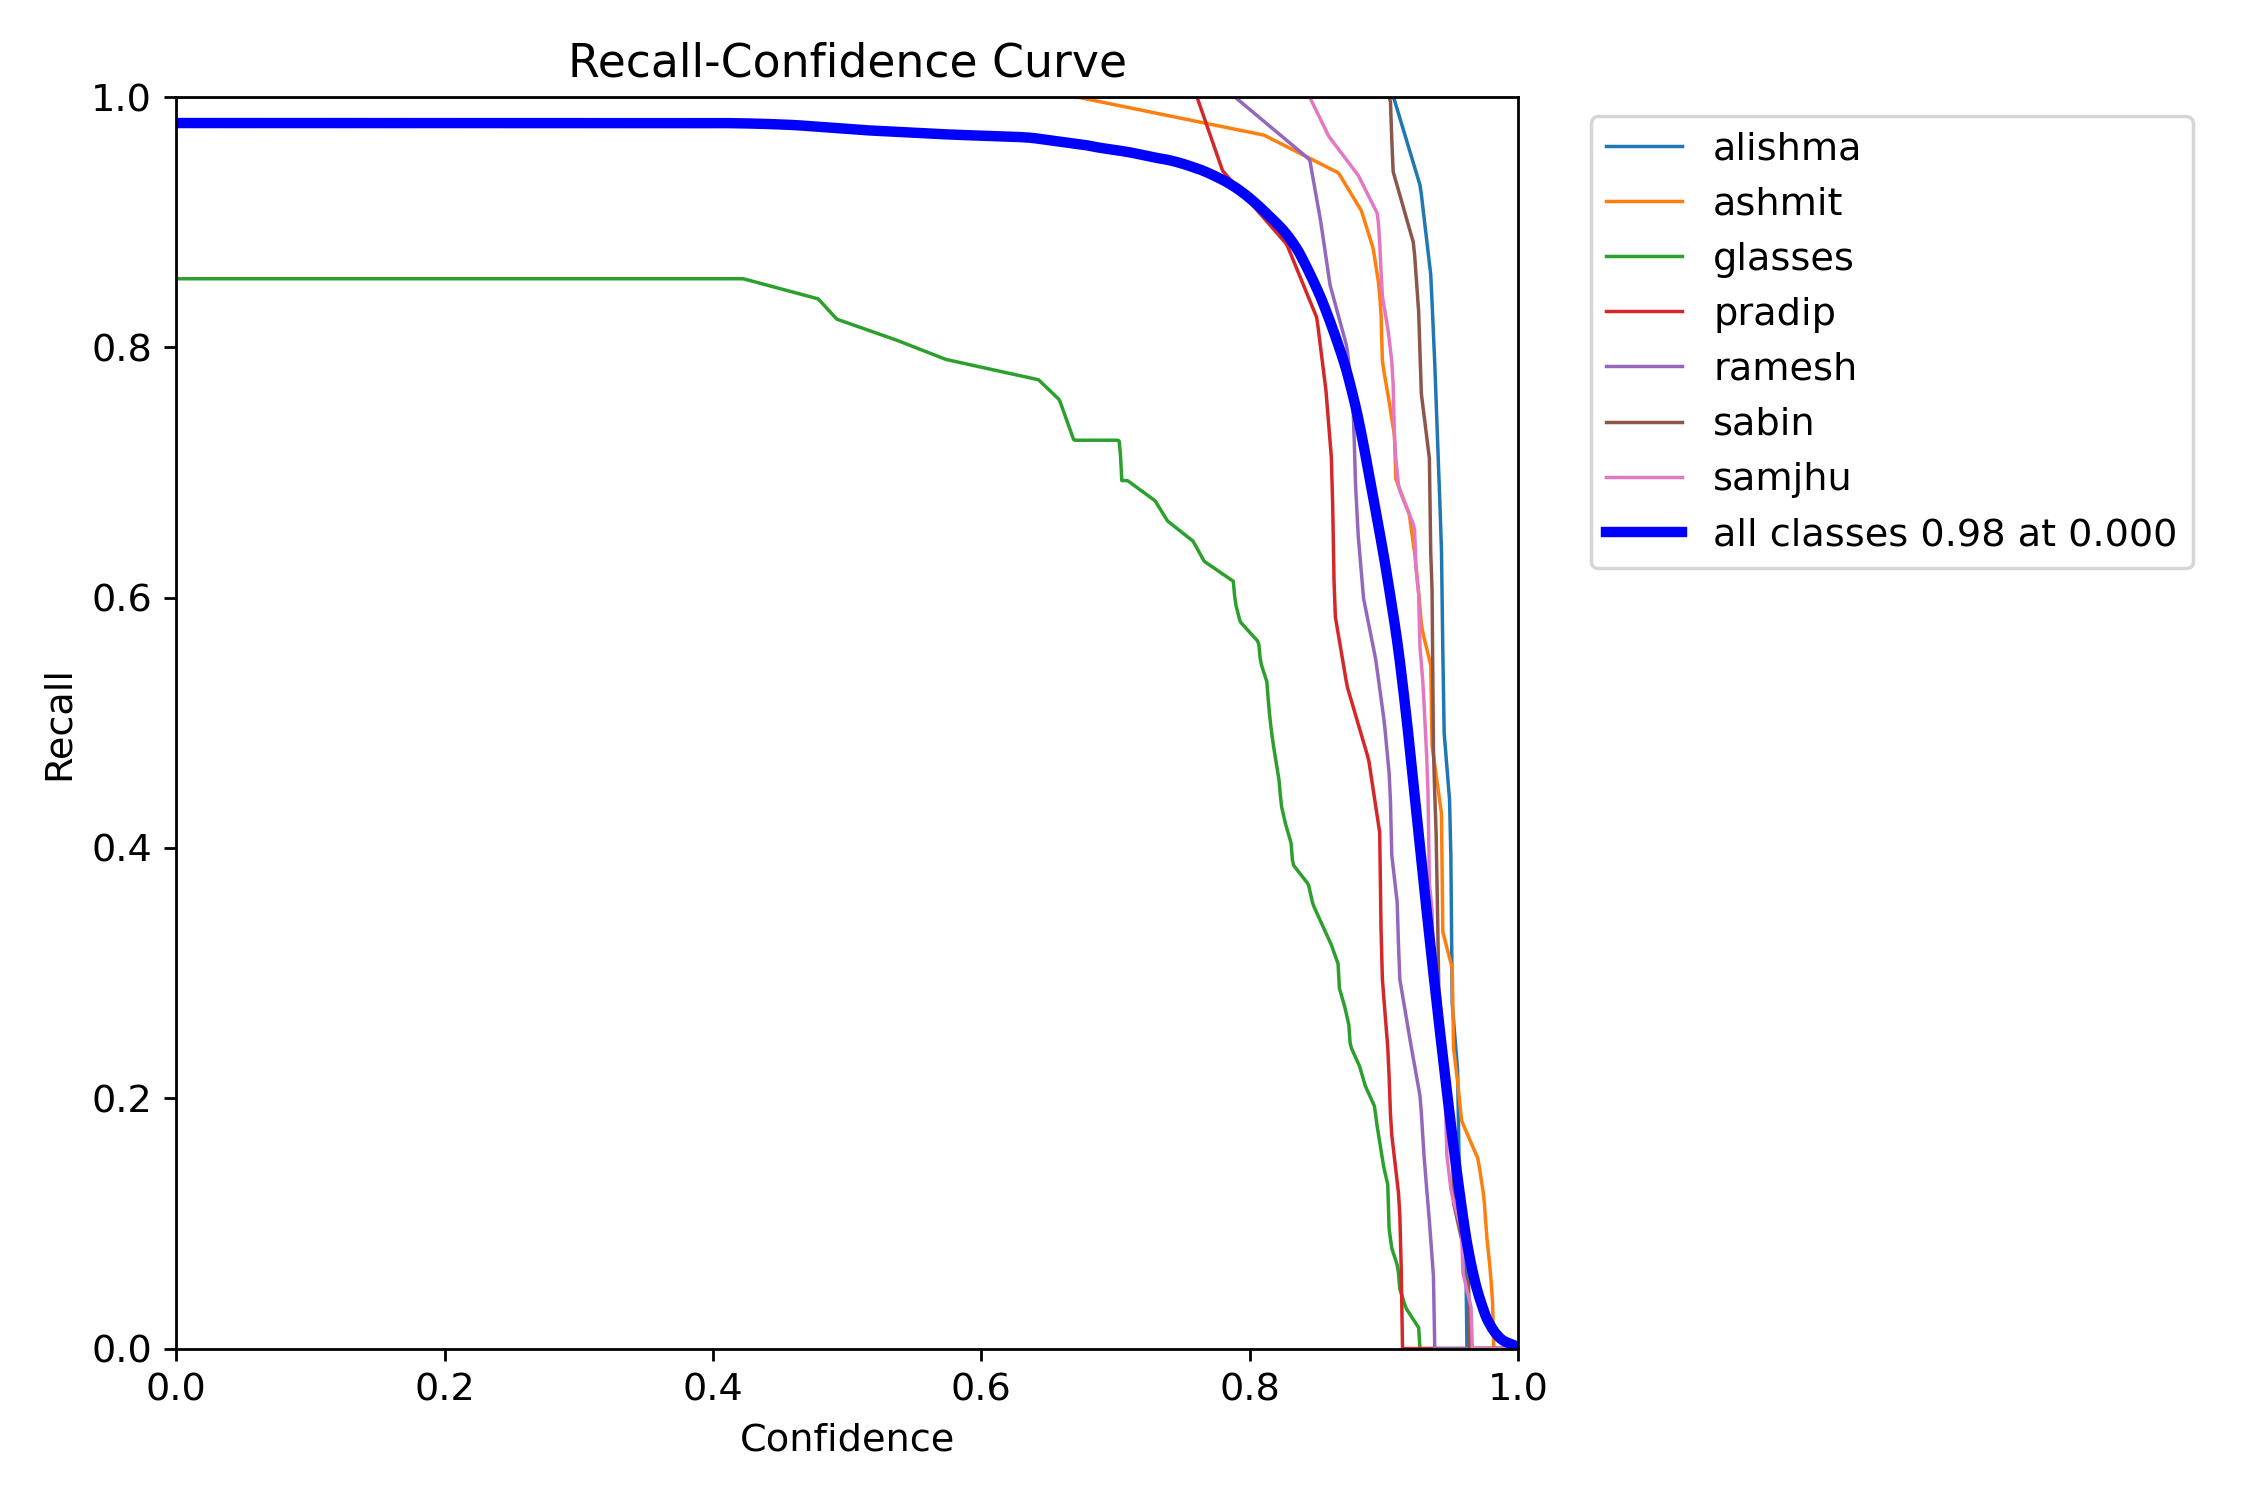 Recall-Confidence Curve
1.0
0.8
0.6
0.4
0.2
0.0
Recall
0.0 0.2 0.4 0.6 0.8 1.0
Confidence
alishma
ashmit
glasses
pradip
ramesh
sabin
samjhu
all classes 0.98 at 0.000